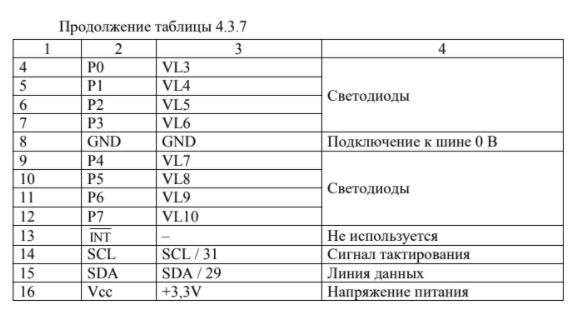 Продолжение таблицы 4.3.7
1 2 3 4
4 P0 VL3
5 P1 VL4
Светодиоды
6 P2 VL5
7 P3 VL6
8 GND GND Подключение к шине 0 В
9 P4 VL7
10 P5 VL8
Светодиоды
11 P6 VL9
12 P7 VL10
13 INT – Не используется
14 SCL SCL / 31 Сигнал тактирования
15 SDA SDA / 29 Линия данных
16 Vcc +3,3V Напряжение питания